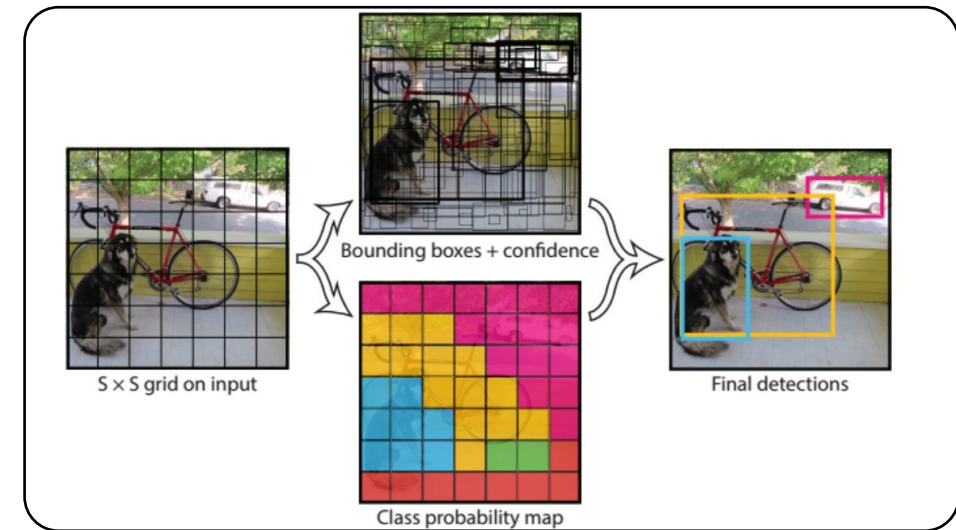 S × S grid on input
Bounding boxes + confidence
Class probability map
Final detections